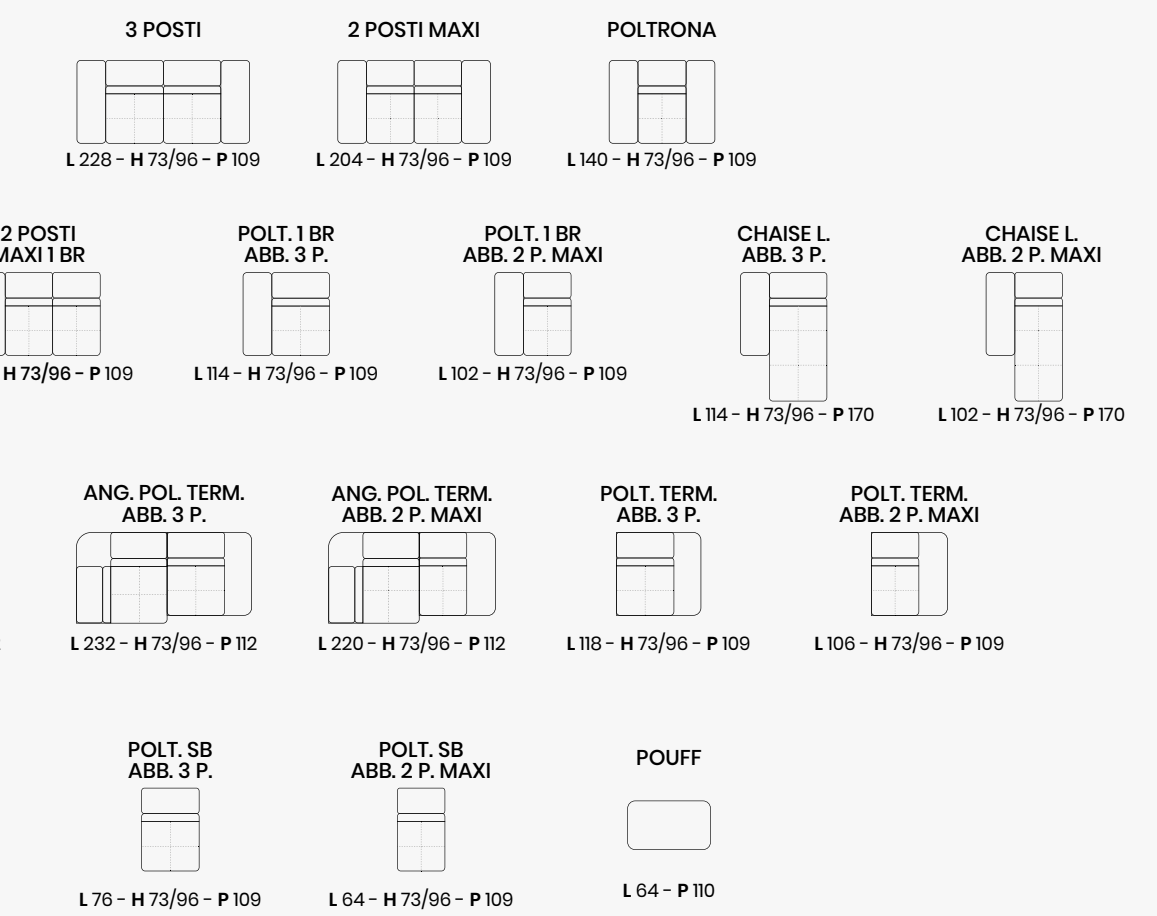 3 POSTI
2 POSTI MAXI
POLTRONA
L 228 - H 73/96 - P 109
L 204 - H 73/96 - P 109
L 140 - H 73/96 - P 109
2 POSTI
MAXI 1 BR
POLT. 1 BR
ABB. 3 P.
POLT. 1 BR
ABB. 2 P. MAXI
CHAISE L.
ABB. 3 P.
CHAISE L.
ABB. 2 P. MAXI
H 73/96 - P 109
L 114 - H 73/96 - P 109
L 102 - H 73/96 - P 109
L 114 - H 73/96 - P 170
L 102 - H 73/96 - P 170
ANG. POL. TERM.
ABB. 3 P.
ANG. POL. TERM.
ABB. 2 P. MAXI
POLT. TERM.
ABB. 3 P.
POLT. TERM.
ABB. 2 P. MAXI
L 232 - H 73/96 - P 112
L 220 - H 73/96 - P 112
L 118 - H 73/96 - P 109
L 106 - H 73/96 - P 109
POLT. SB
ABB. 3 P.
POLT. SB
ABB. 2 P. MAXI
POUFF
L 76 - H 73/96 - P 109
L 64 - H 73/96 - P 109
L 64 - P 110